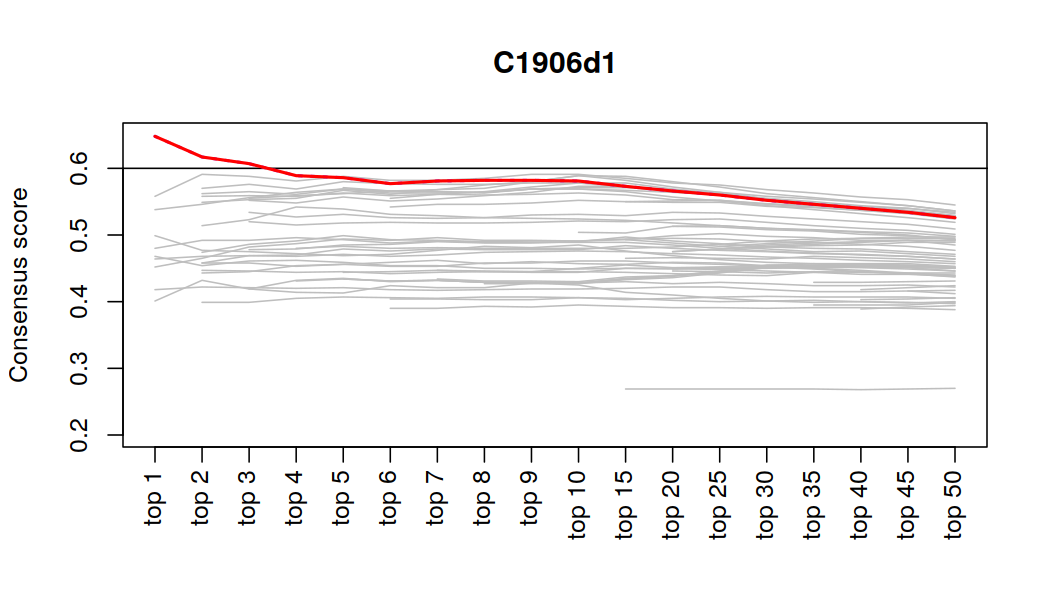 C1906d1
Consensus score
0.6
0.5
0.4
0.3
0.2
top 1
top 2
top 3
top 4
top 5
top 6
top 7
top 8
top 9
top 10
top 15
top 20
top 25
top 30
top 35
top 40
top 45
top 50